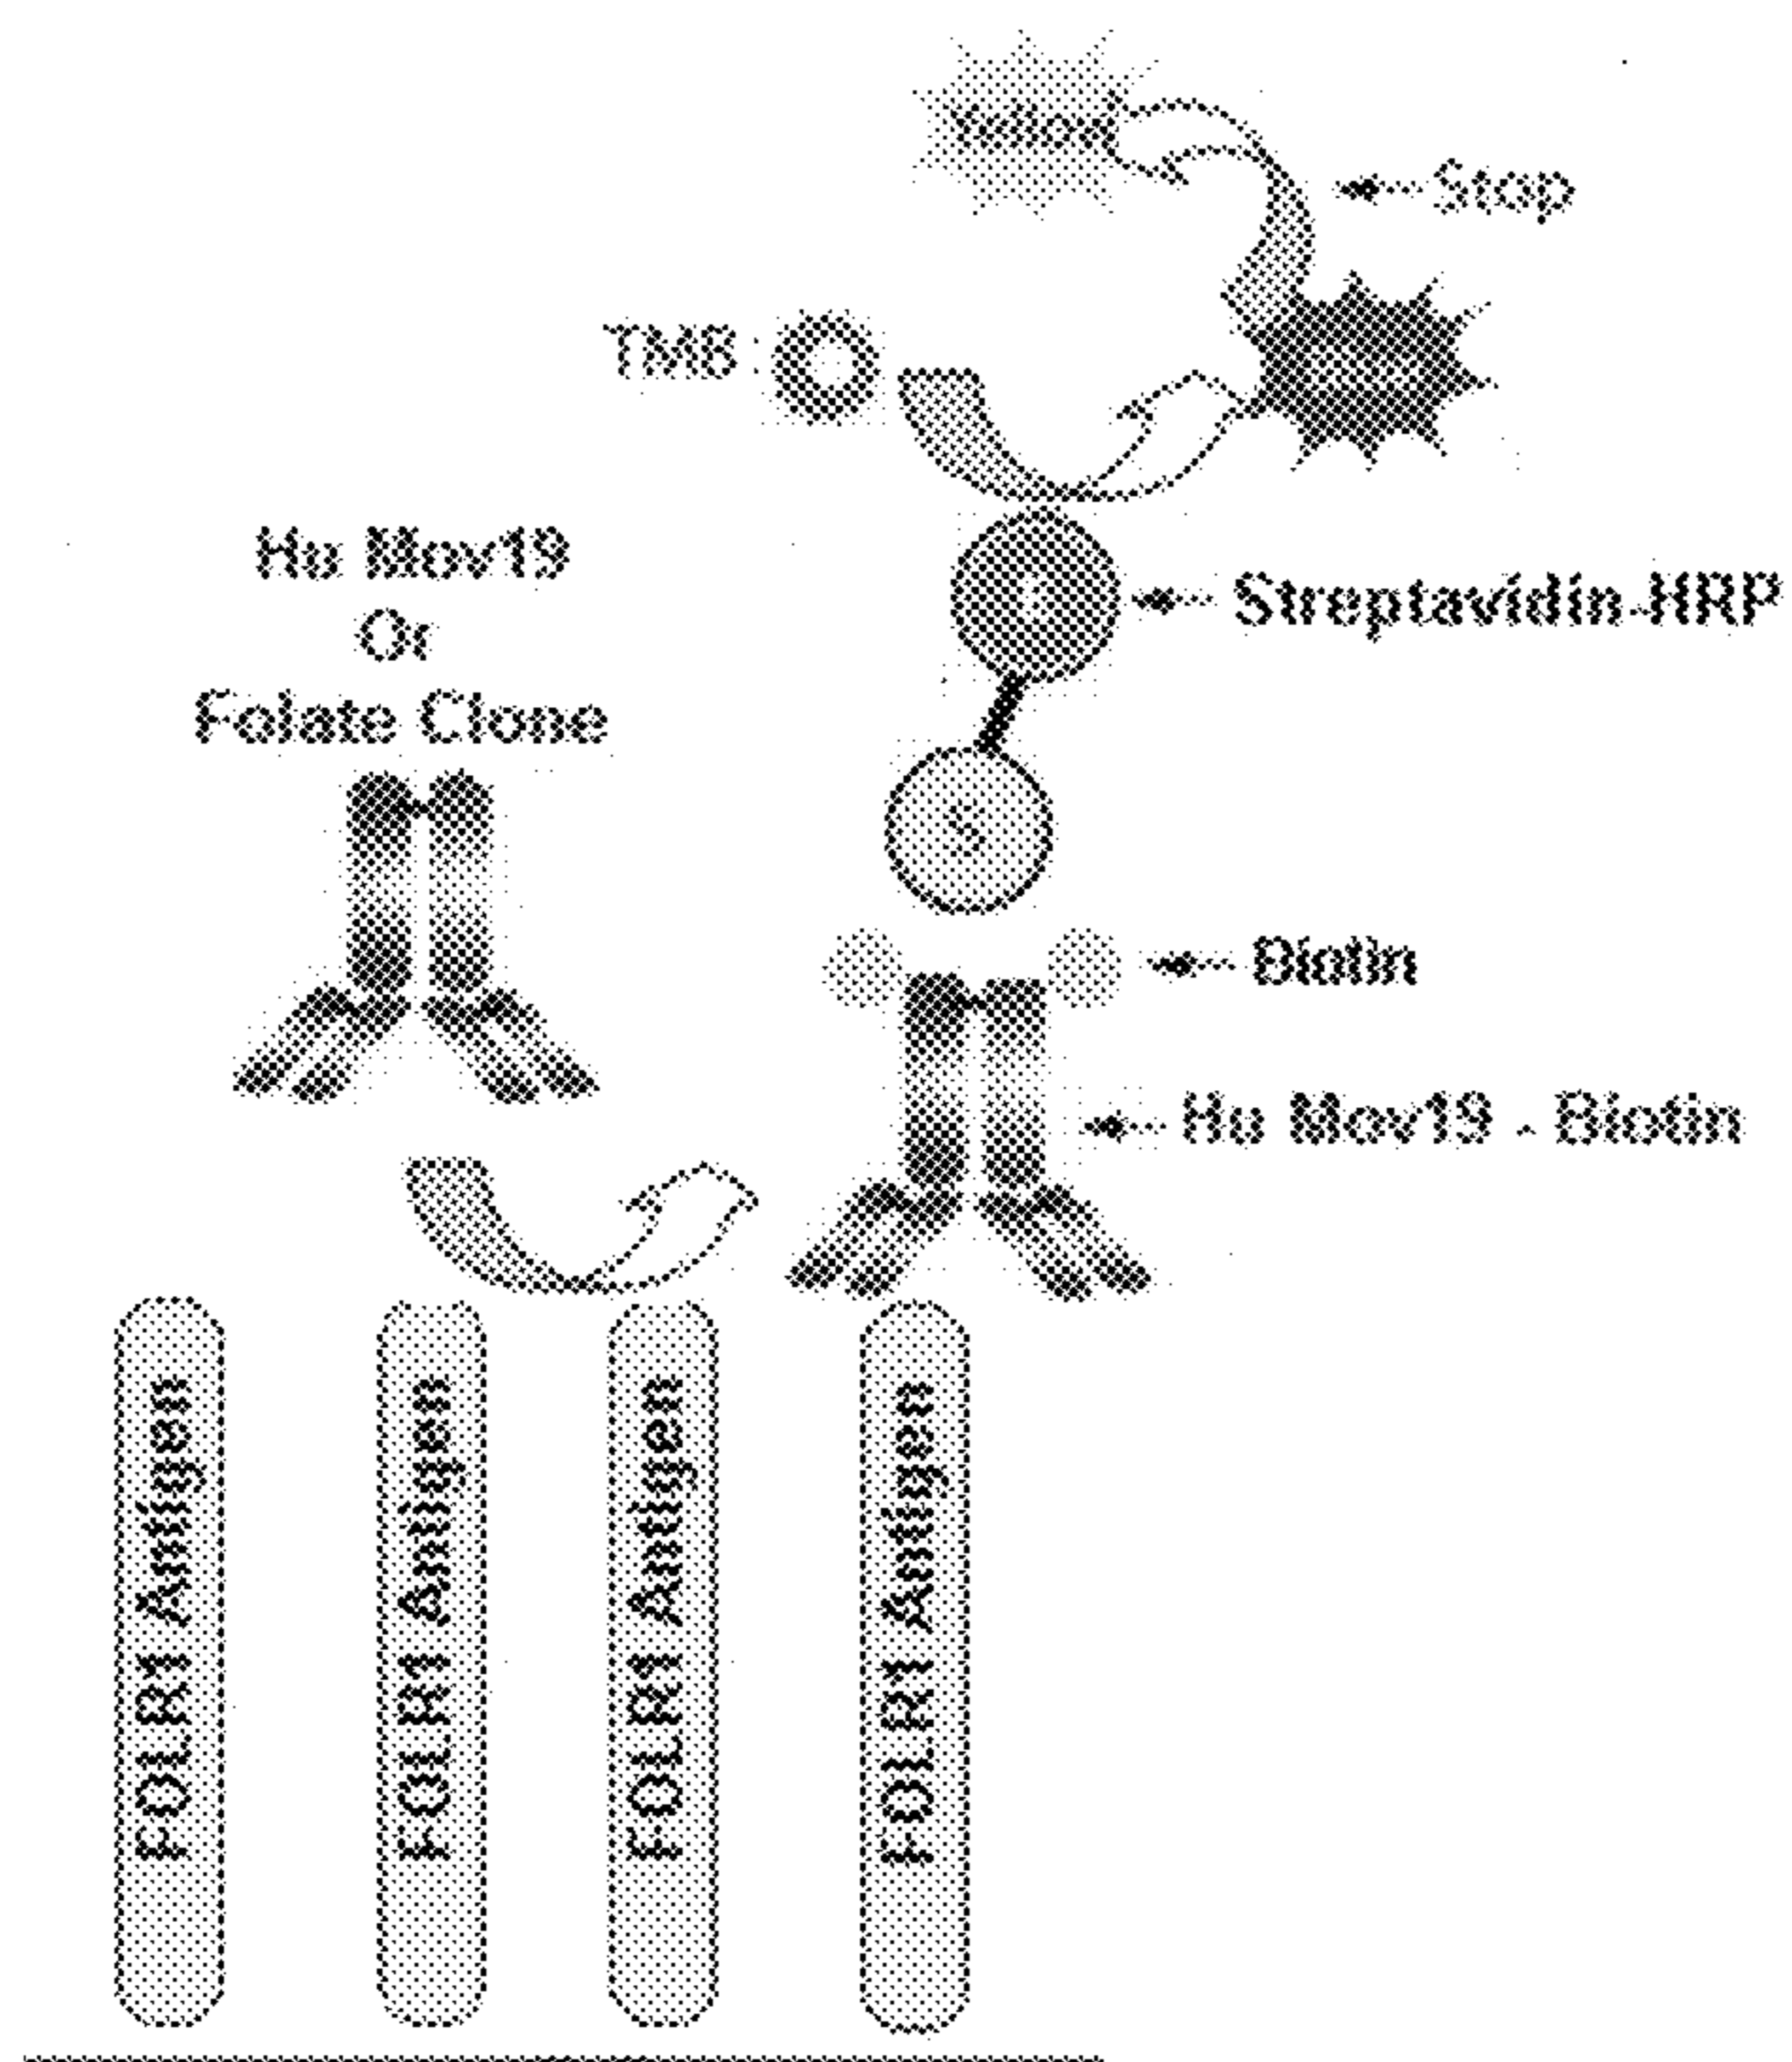 Yellow
Stop
TMB
Hu Mov19
Or
Folate Clone
Streptavidin-HRP
S
Biotin
Hu Mov19 - Biotin
FOLR1 Antigen
FOLR1 Antigen
FOLR1 Antigen
FOLR1 Antigen